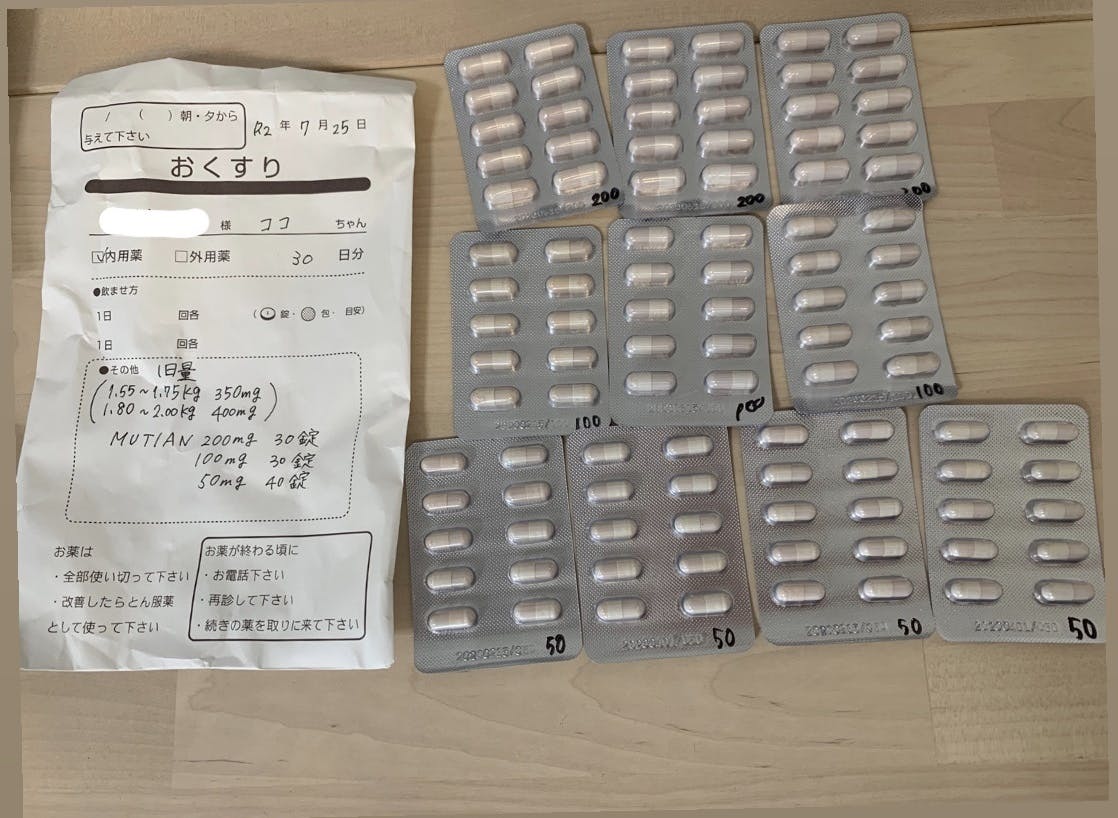 / ( ) 朝・夕から
与えて下さい
R2 年 7 月 25 日
おくすり
様 ココ ちゃん
内用薬 外用薬 30 日分
●飲ませ方
1日 回各 ( 錠・ 包・ 目安)
1日 回各
●その他 1日量
(1.55~1.75kg 350mg
1.80~2.00kg 400mg)
MUTIAN 200mg 30錠
100mg 30錠
50mg 40錠
お薬は
・全部使い切って下さい
・改善したらとん服薬
として使って下さい
お薬が終わる頃に
・お電話下さい
・再診して下さい
・続きの薬を取りに来て下さい
200
200
200
100
100
100
50
50
50
50